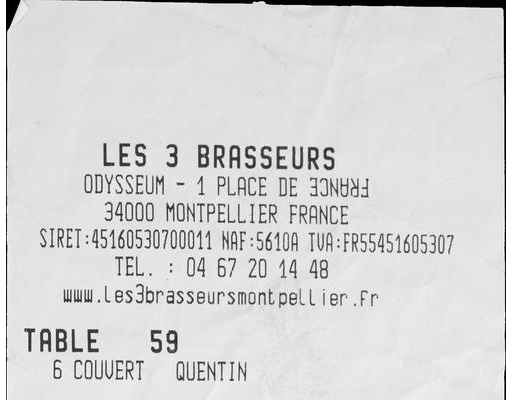 LES 3 BRASSEURS
ODYSSEUM - 1 PLACE DE FRANCE
34000 MONTPELLIER FRANCE
SIRET:45160530700011 NAF:5610A TVA:FR55451605307
TEL. : 04 67 20 14 48
www.les3brasseursmontpellier.fr
TABLE 59
6 COUVERT QUENTIN